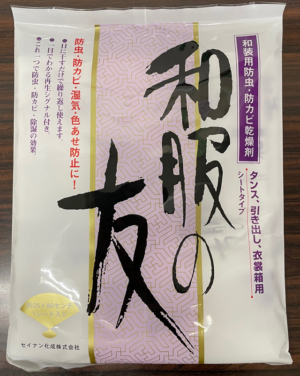 和装用防虫・防カビ乾燥剤
タンス、引き出し、衣裳箱用
シートタイプ
和服の
友
防虫・防カビ・湿気・色あせ防止に！
●日に干すだけで繰り返し使えます
●一目でわかる再生シグナル付き。
●これ一つで防虫・防カビ・除湿の効果。
セイナン化成株式会社